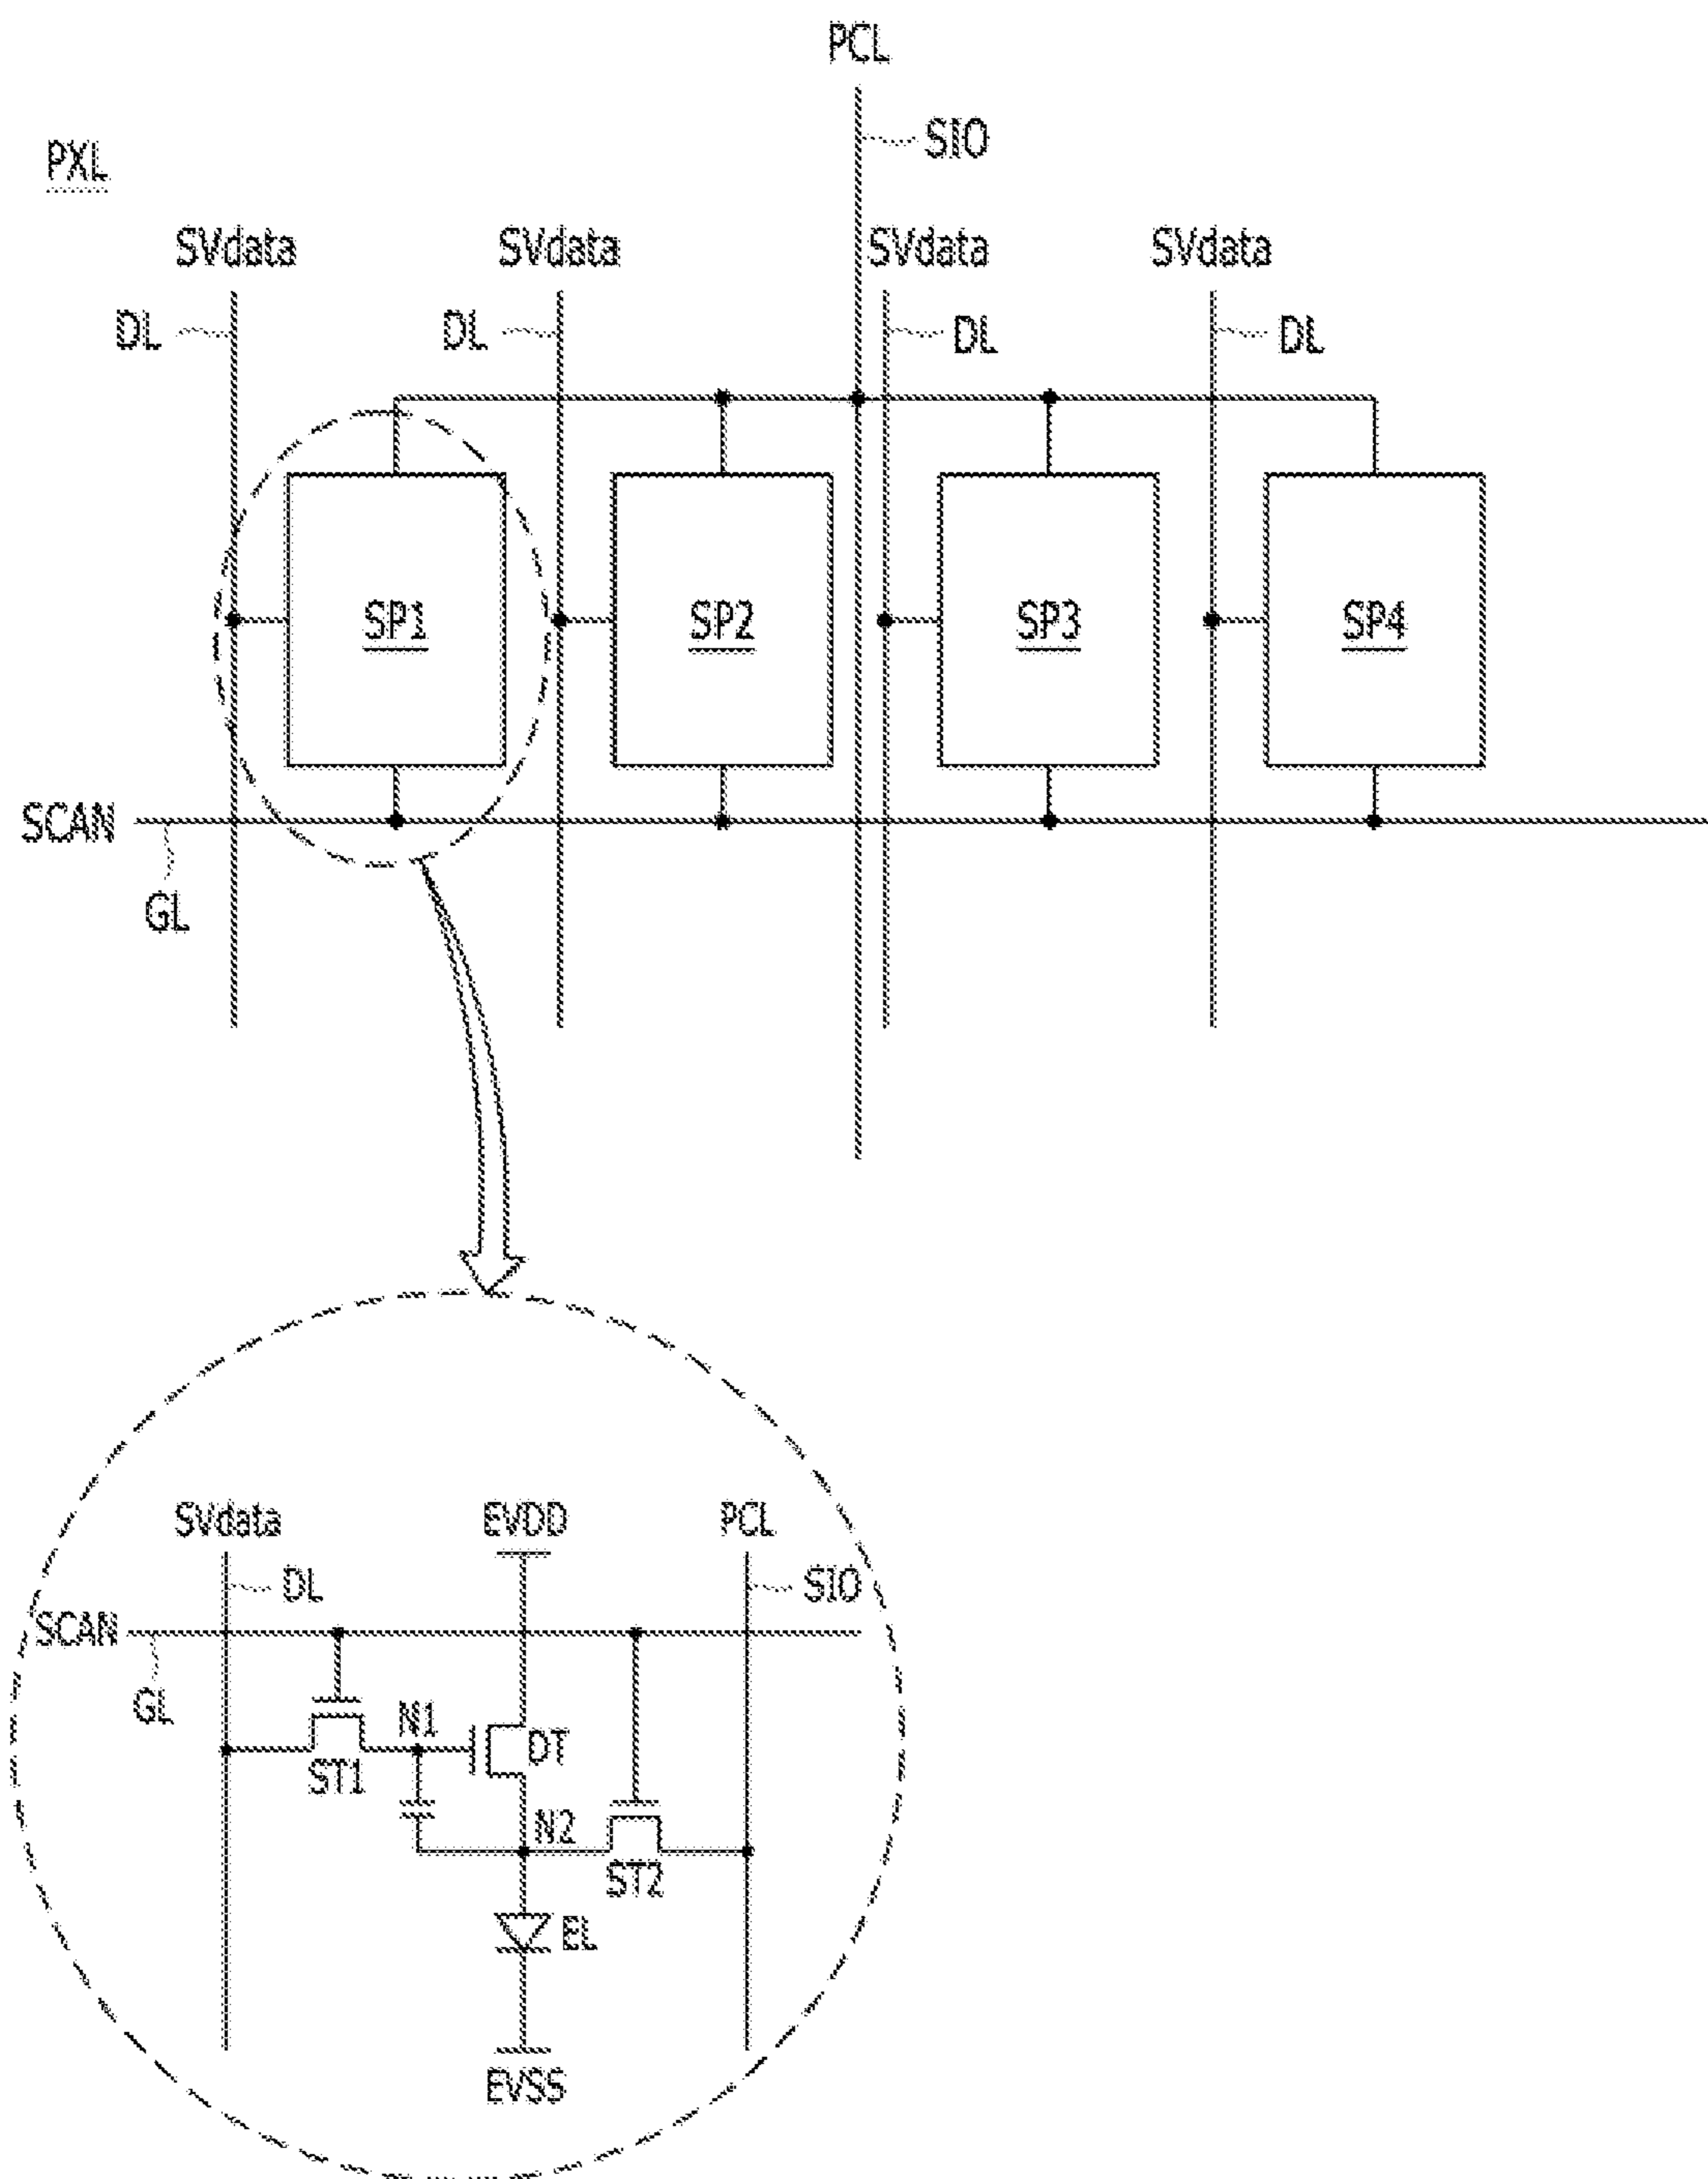 PCL
SIO
PXL
SVdata SVdata SVdata SVdata
DL DL DL DL
SP1 SP2 SP3 SP4
SCAN
GL
SVdata EVDD PCL
DL SIO
SCAN
GL
N1 DT
ST1
N2
ST2
EL
EVSS